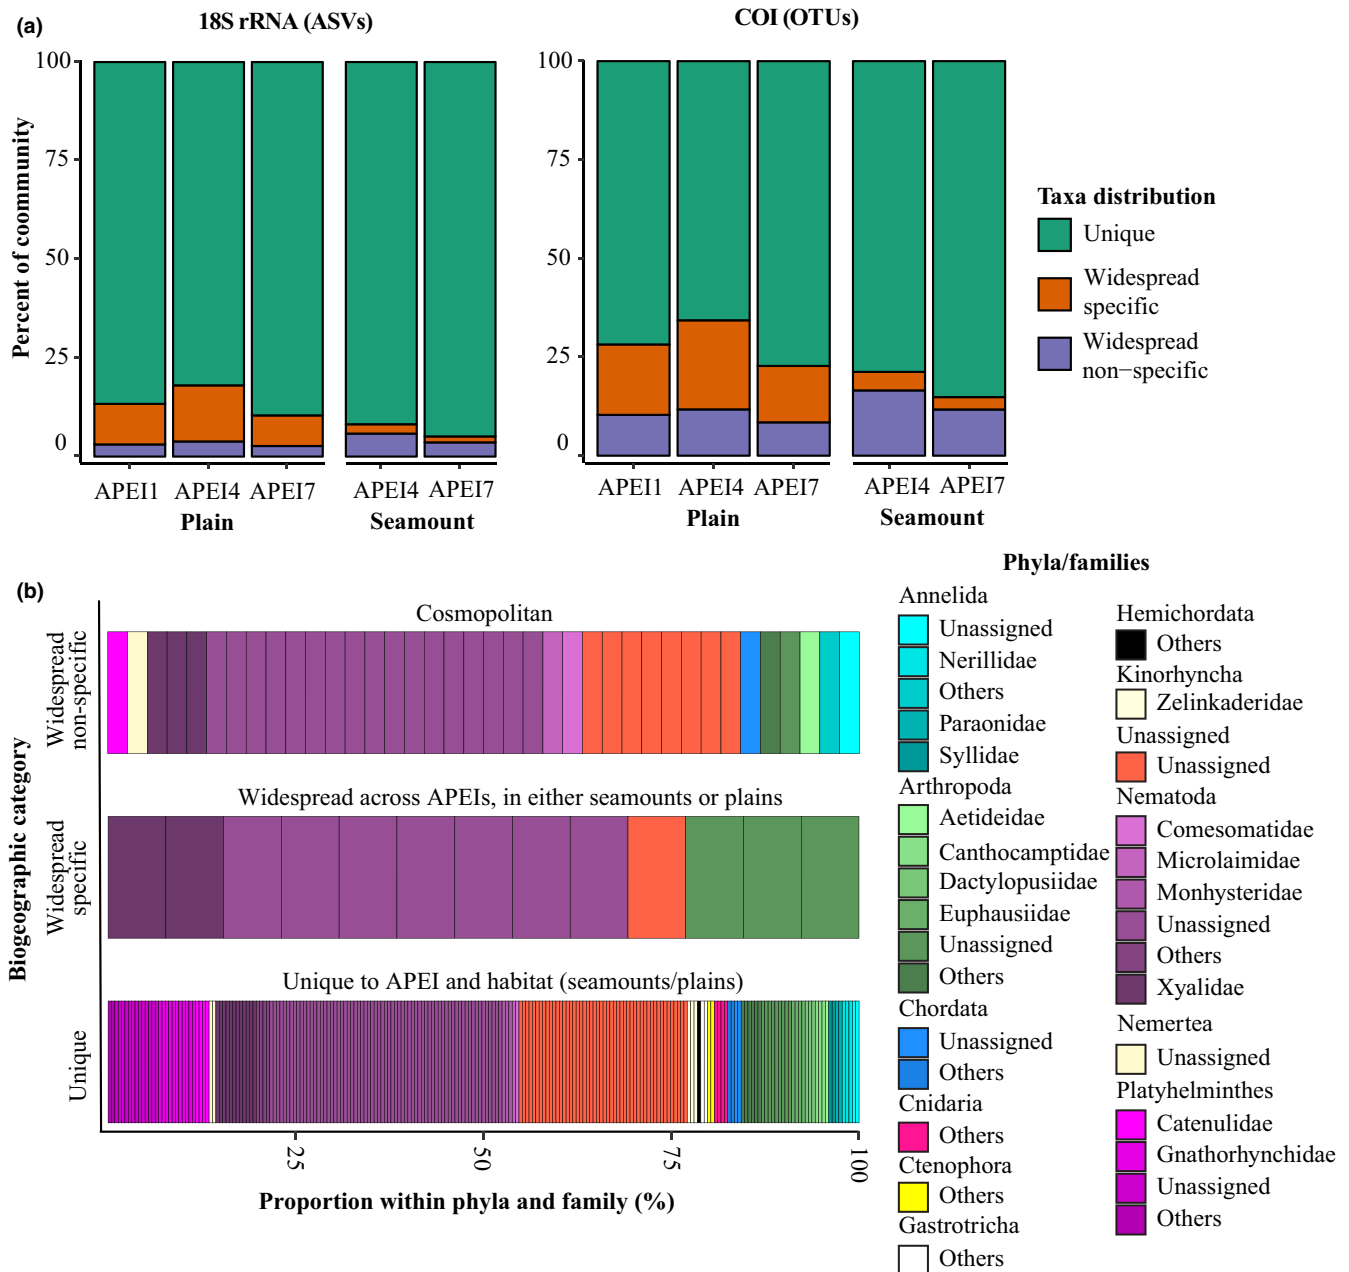 (a)
18S rRNA (ASVs)
COI (OTUs)
Percent of coommunity
100
75
50
25
0
100
75
50
25
0
APEI1 APEI4 APEI7
APEI4 APEI7
Plain
Seamount
APEI1 APEI4 APEI7
APEI4 APEI7
Plain
Seamount
Taxa distribution
Unique
Widespread
specific
Widespread
non−specific
(b)
Biogeographic category
Widespread
non-specific
Cosmopolitan
Widespread
specific
Widespread across APEIs, in either seamounts or plains
Unique
Unique to APEI and habitat (seamounts/plains)
25
50
75
100
Proportion within phyla and family (%)
Phyla/families
Annelida
Unassigned
Nerillidae
Others
Paraonidae
Syllidae
Arthropoda
Aetideidae
Canthocamptidae
Dactylopusiidae
Euphausiidae
Unassigned
Others
Chordata
Unassigned
Others
Cnidaria
Others
Ctenophora
Others
Gastrotricha
Others
Hemichordata
Others
Kinorhyncha
Zelinkaderidae
Unassigned
Unassigned
Nematoda
Comesomatidae
Microlaimidae
Monhysteridae
Unassigned
Others
Xyalidae
Nemertea
Unassigned
Platyhelminthes
Catenulidae
Gnathorhynchidae
Unassigned
Others